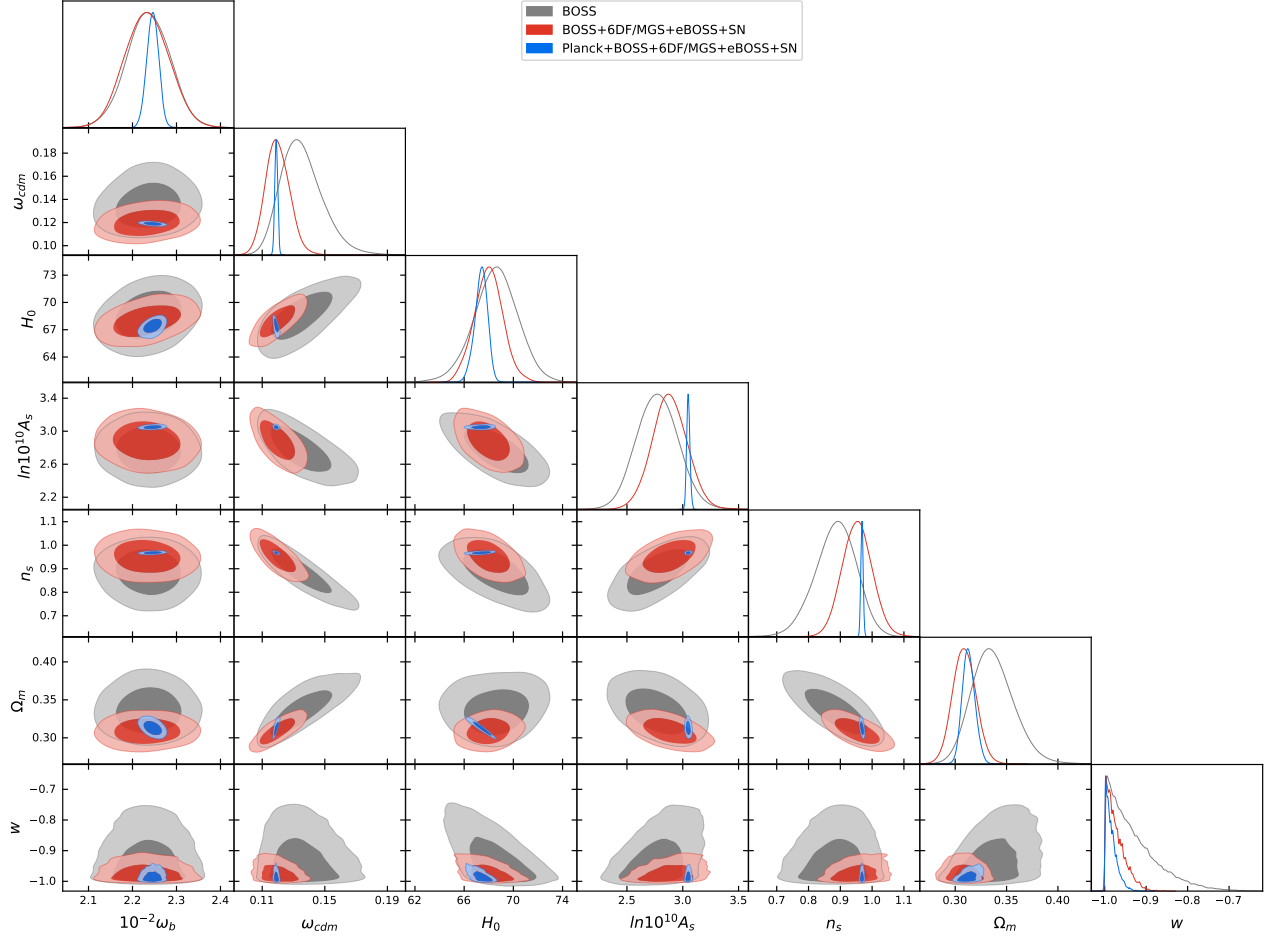 BOSS
BOSS+6DF/MGS+eBOSS+SN
Planck+BOSS+6DF/MGS+eBOSS+SN
0.18
0.16
0.14
0.12
0.10
ω_cdm
73
70
67
64
H_0
3.4
3.0
2.6
2.2
ln10^10A_s
1.1
1.0
0.9
0.8
0.7
n_s
0.40
0.35
0.30
Ω_m
−0.7
−0.8
−0.9
−1.0
w
2.1 2.2 2.3 2.4 0.11 0.15 0.19 62 66 70 74 2.5 3.0 3.5 0.7 0.8 0.9 1.0 1.1 0.30 0.35 0.40 −1.0 −0.9 −0.8 −0.7
10^−2ω_b ω_cdm H_0 ln10^10A_s n_s Ω_m w